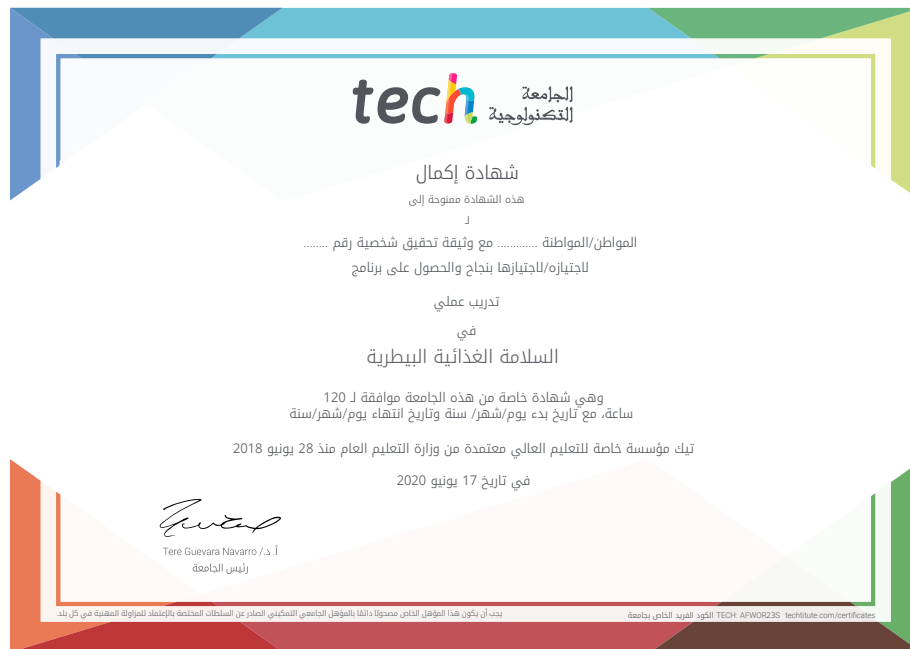 tech
الجامعة
التكنولوجية
شهادة إكمال
هذه الشهادة ممنوحة إلى
لـ
المواطن/المواطنة ............. مع وثيقة تحقيق شخصية رقم ........
لاجتيازه/لاجتيازها بنجاح والحصول على برنامج
تدريب عملي
في
السلامة الغذائية البيطرية
وهي شهادة خاصة من هذه الجامعة موافقة لـ 120
ساعة، مع تاريخ بدء يوم/شهر/ سنة وتاريخ انتهاء يوم/شهر/سنة
تيك مؤسسة خاصة للتعليم العالي معتمدة من وزارة التعليم العام منذ 28 يونيو 2018
في تاريخ 17 يونيو 2020
أ. د./ Tere Guevara Navarro
رئيس الجامعة
يجب أن يكون هذا المؤهل الخاص مصحوبًا دائمًا بالمؤهل الجامعي التمكيني الصادر عن السلطات المختصة بالإعتماد للمزاولة المهنية في كل بلد.
الكود الفريد الخاص بجامعة TECH: AFWOR23S techtitute.com/certificates